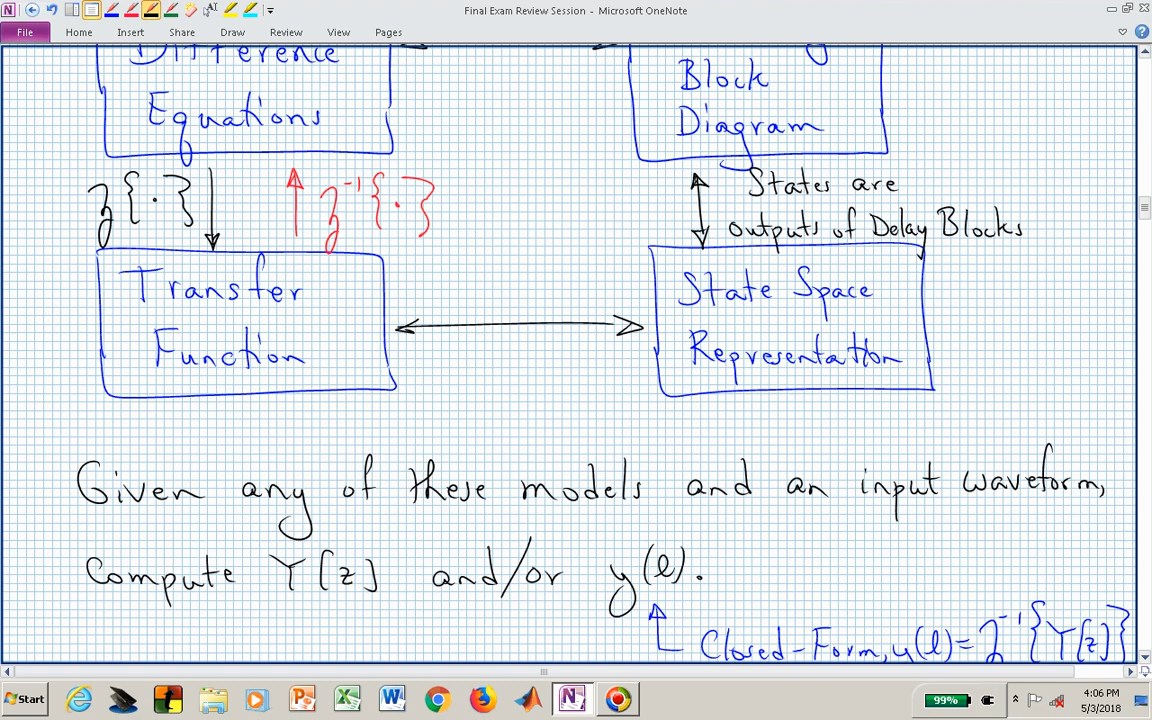 Final Exam Review Session - Microsoft OneNote
File Home Insert Share Draw Review View Pages
Difference
Equations
Block
Diagram
z{·}
z⁻¹{·}
States are
outputs of Delay Blocks
Transfer
Function
State Space
Representation
Given any of these models and an input waveform,
compute Y[z] and/or y(l).
Closed-Form, y(l) = z⁻¹{Y[z]}
Start
99%
4:06 PM
5/3/2018